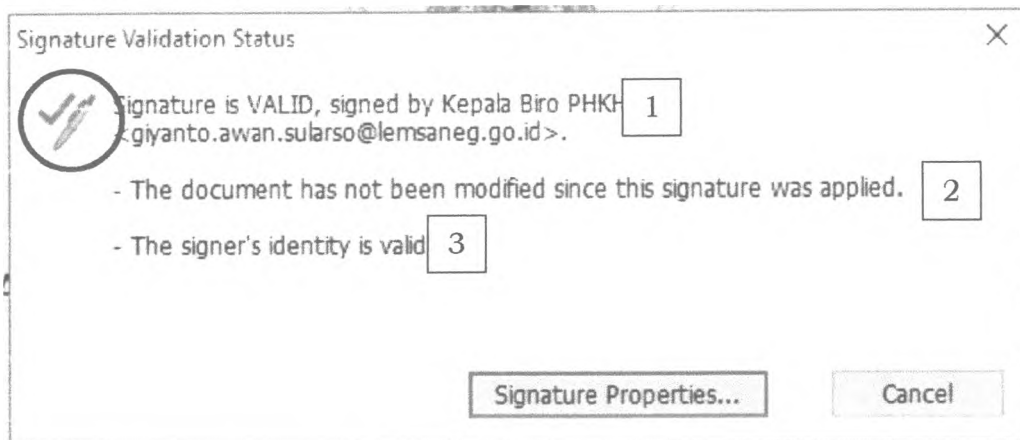 Signature Validation Status
Signature is VALID, signed by Kepala Biro PHKH 1
<giyanto.awan.sularso@lemsaneg.go.id>.
- The document has not been modified since this signature was applied. 2
- The signer's identity is valid 3
Signature Properties...
Cancel